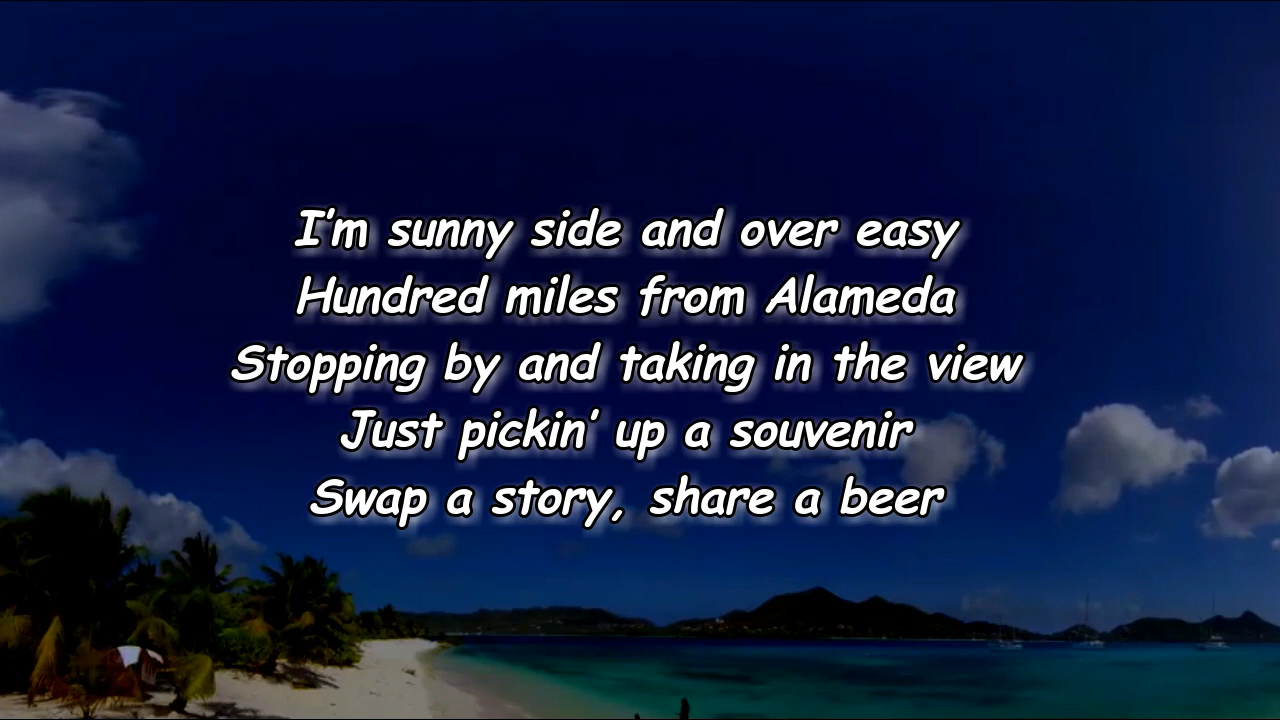 I'm sunny side and over easy
Hundred miles from Alameda
Stopping by and taking in the view
Just pickin' up a souvenir
Swap a story, share a beer